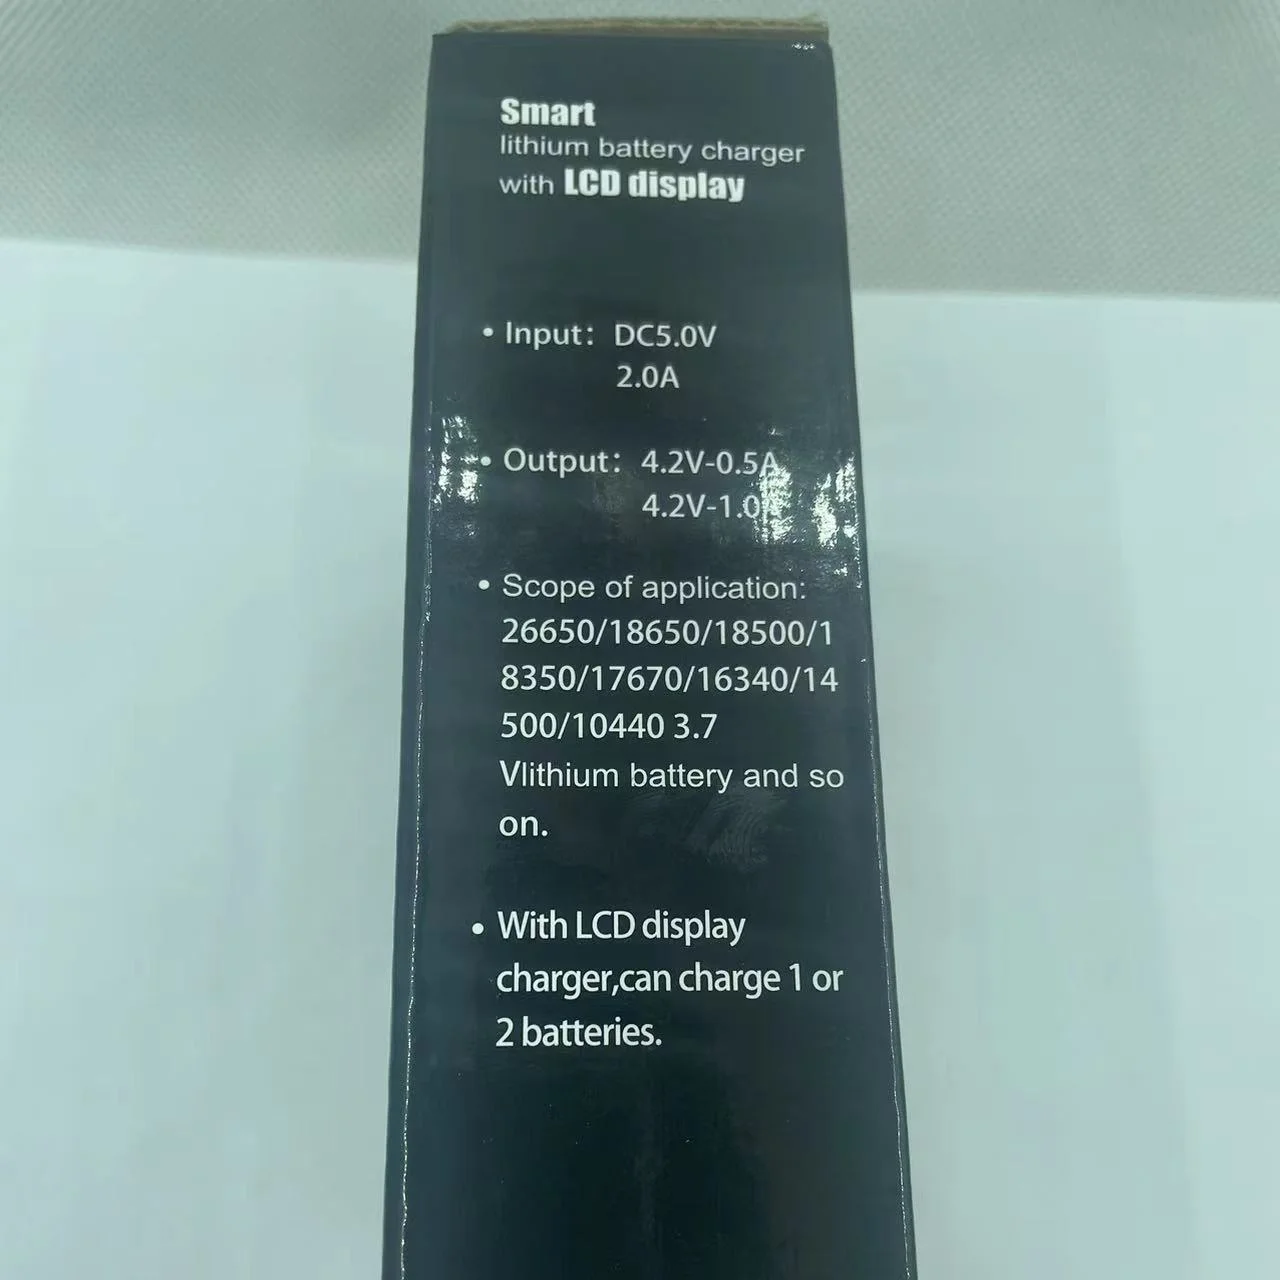 Smart
lithium battery charger
with LCD display
• Input: DC5.0V
2.0A
• Output: 4.2V-0.5A
4.2V-1.0A
• Scope of application:
26650/18650/18500/1
8350/17670/16340/14
500/10440 3.7
Vlithium battery and so
on.
• With LCD display
charger,can charge 1 or
2 batteries.